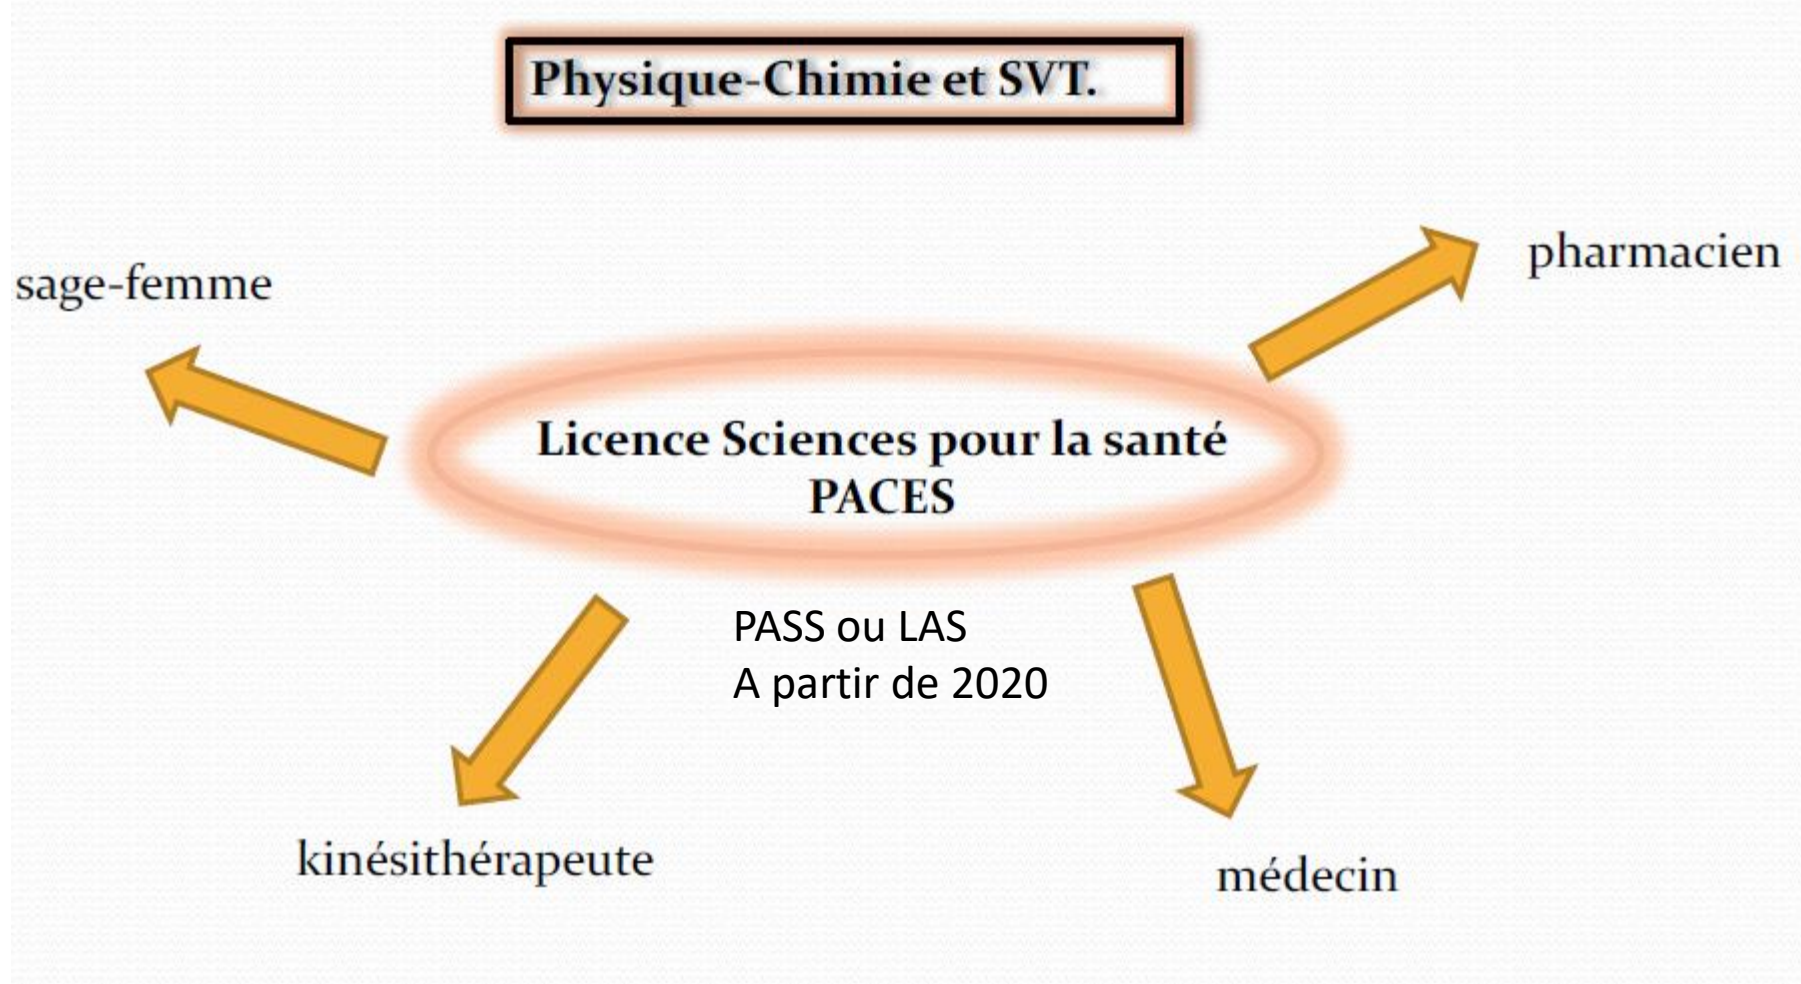 Physique-Chimie et SVT.
pharmacien
sage-femme
Licence Sciences pour la santé
PACES
PASS ou LAS
A partir de 2020
kinésithérapeute
médecin